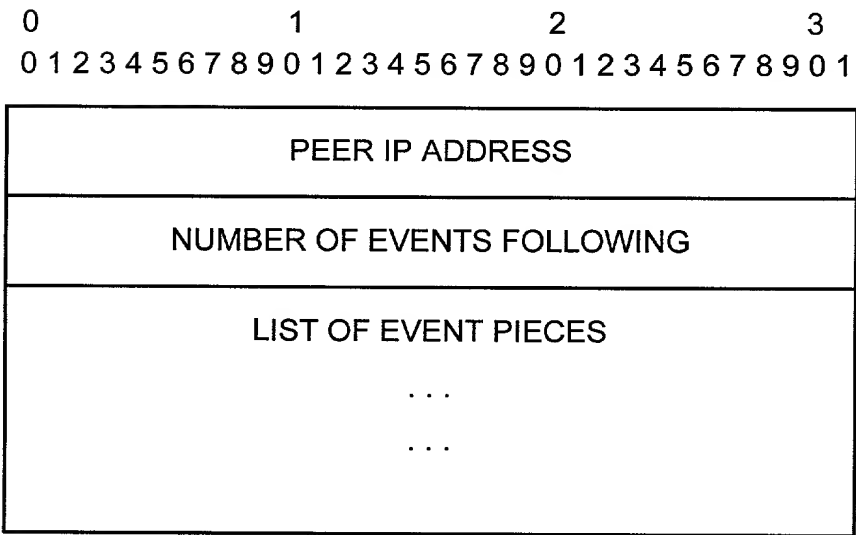 0 1 2 3
0 1 2 3 4 5 6 7 8 9 0 1 2 3 4 5 6 7 8 9 0 1 2 3 4 5 6 7 8 9 0 1
PEER IP ADDRESS
NUMBER OF EVENTS FOLLOWING
LIST OF EVENT PIECES
. . .
. . .